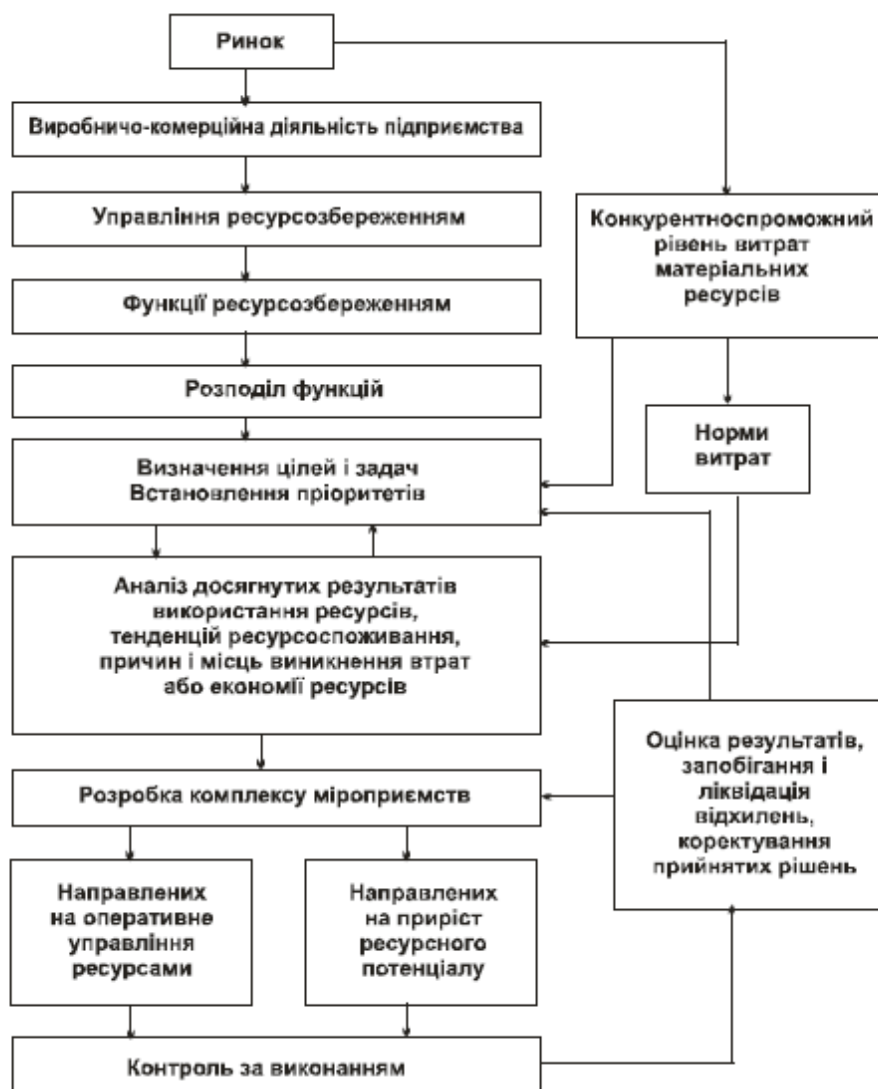 Ринок
Виробничо-комерційна діяльність підприємства
Управління ресурсозбереженням
Функції ресурсозбереженням
Розподіл функцій
Визначення цілей і задач
Встановлення пріоритетів
Аналіз досягнутих результатів
використання ресурсів,
тенденцій ресурсоспоживання,
причин і місць виникнення втрат
або економії ресурсів
Розробка комплексу міроприємств
Направлених
на оперативне
управління
ресурсами
Направлених
на приріст
ресурсного
потенціалу
Контроль за виконанням
Конкурентноспроможний
рівень витрат
матеріальних
ресурсів
Норми
витрат
Оцінка результатів,
запобігання і
ліквідація
відхилень,
коректування
прийнятих рішень